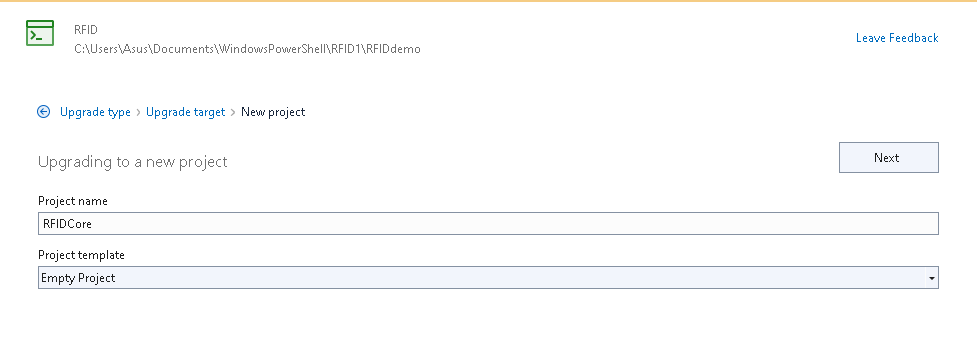 RFID
C:\Users\Asus\Documents\WindowsPowerShell\RFID1\RFIDdemo
Leave Feedback
Upgrade type › Upgrade target › New project
Upgrading to a new project
Next
Project name
RFIDCore
Project template
Empty Project